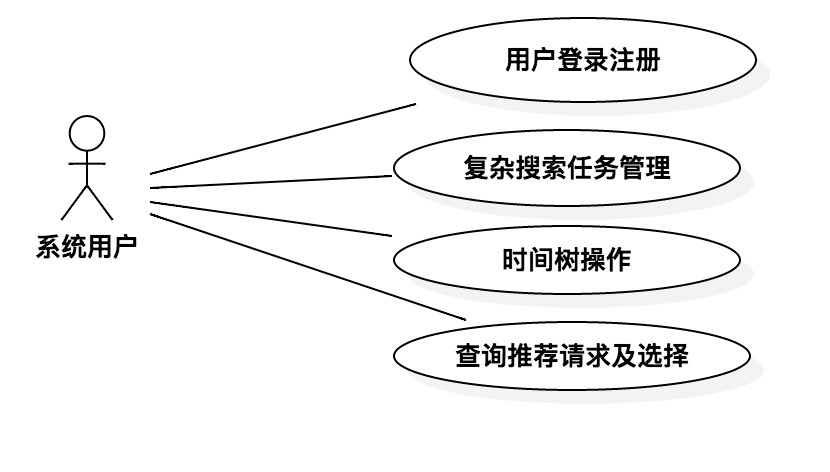 用户登录注册
复杂搜索任务管理
系统用户
时间树操作
查询推荐请求及选择